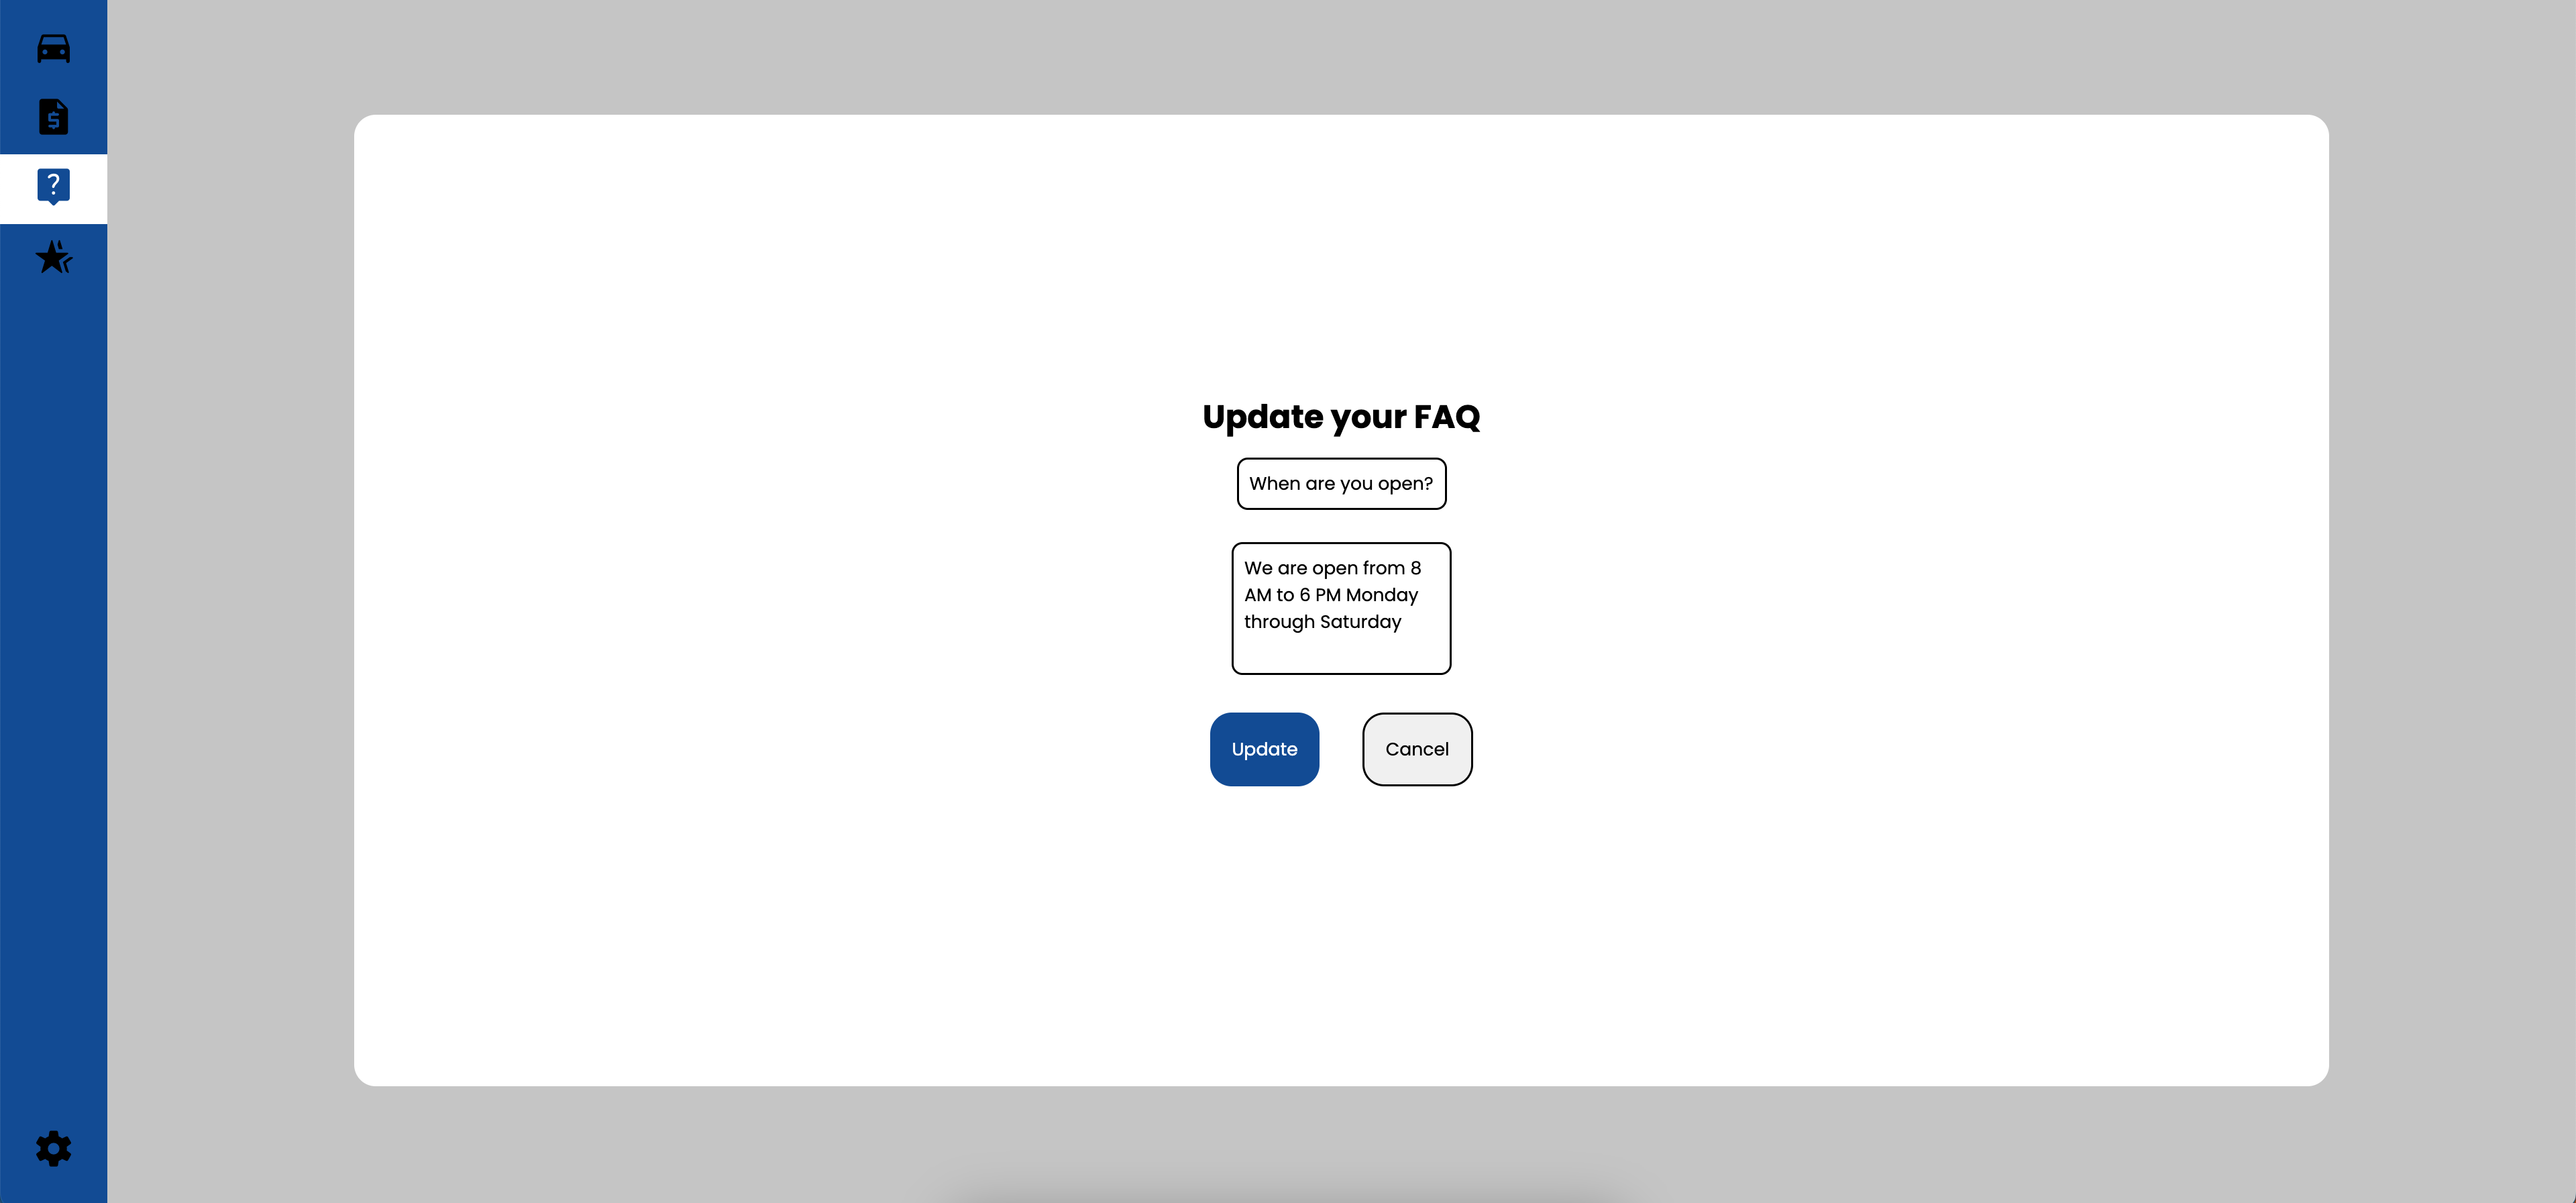 $
?
Update your FAQ
When are you open?
We are open from 8
AM to 6 PM Monday
through Saturday
Update
Cancel